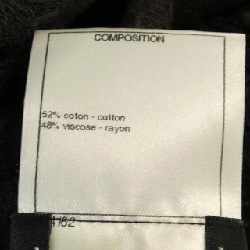 COMPOSITION
52% coton - cotton
48% viscose - rayon